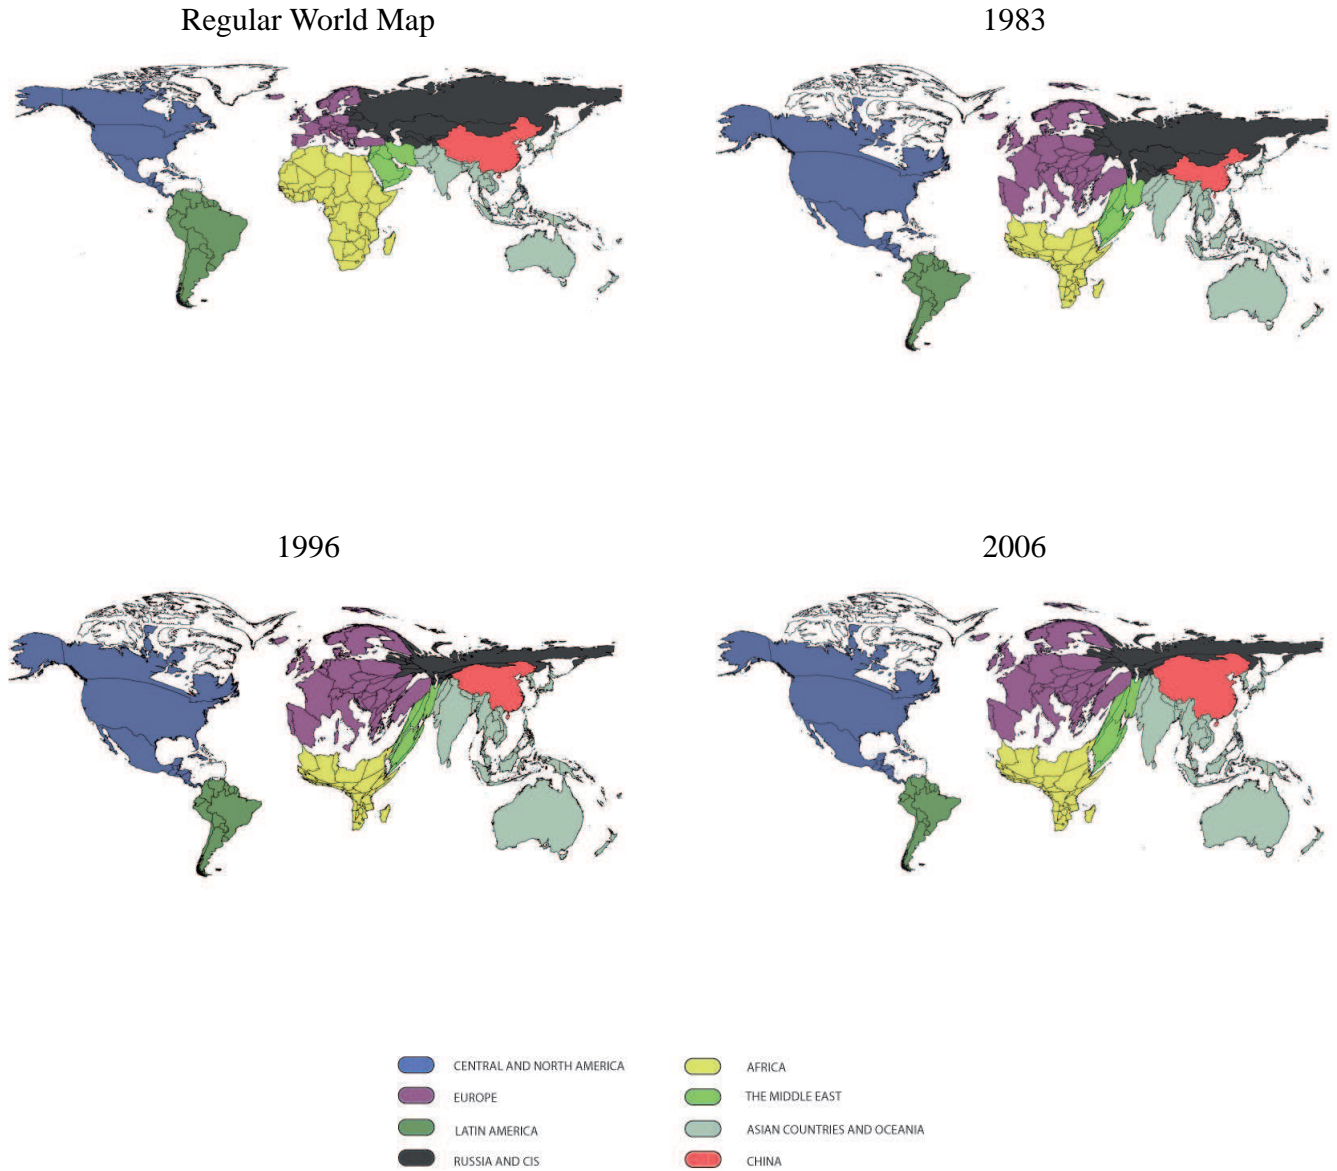 Regular World Map
1983
1996
2006
CENTRAL AND NORTH AMERICA
EUROPE
LATIN AMERICA
RUSSIA AND CIS
AFRICA
THE MIDDLE EAST
ASIAN COUNTRIES AND OCEANIA
CHINA